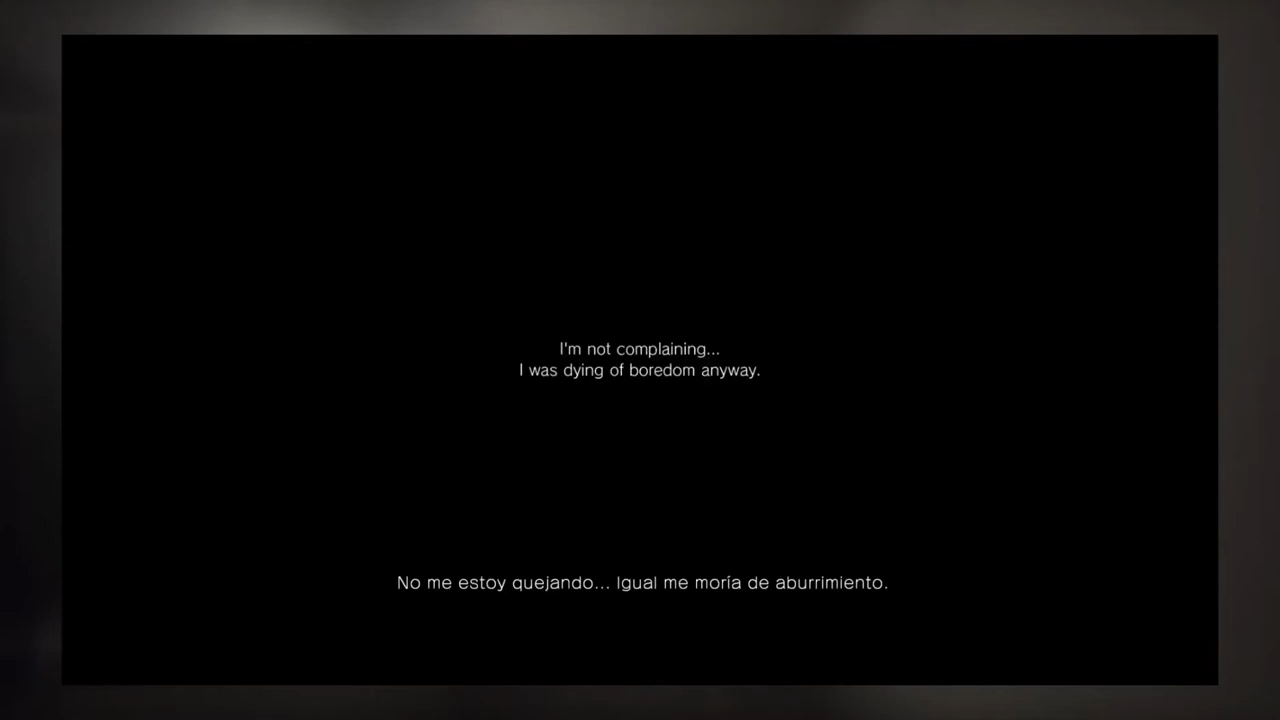 I'm not complaining...
I was dying of boredom anyway.
No me estoy quejando... Igual me moría de aburrimiento.